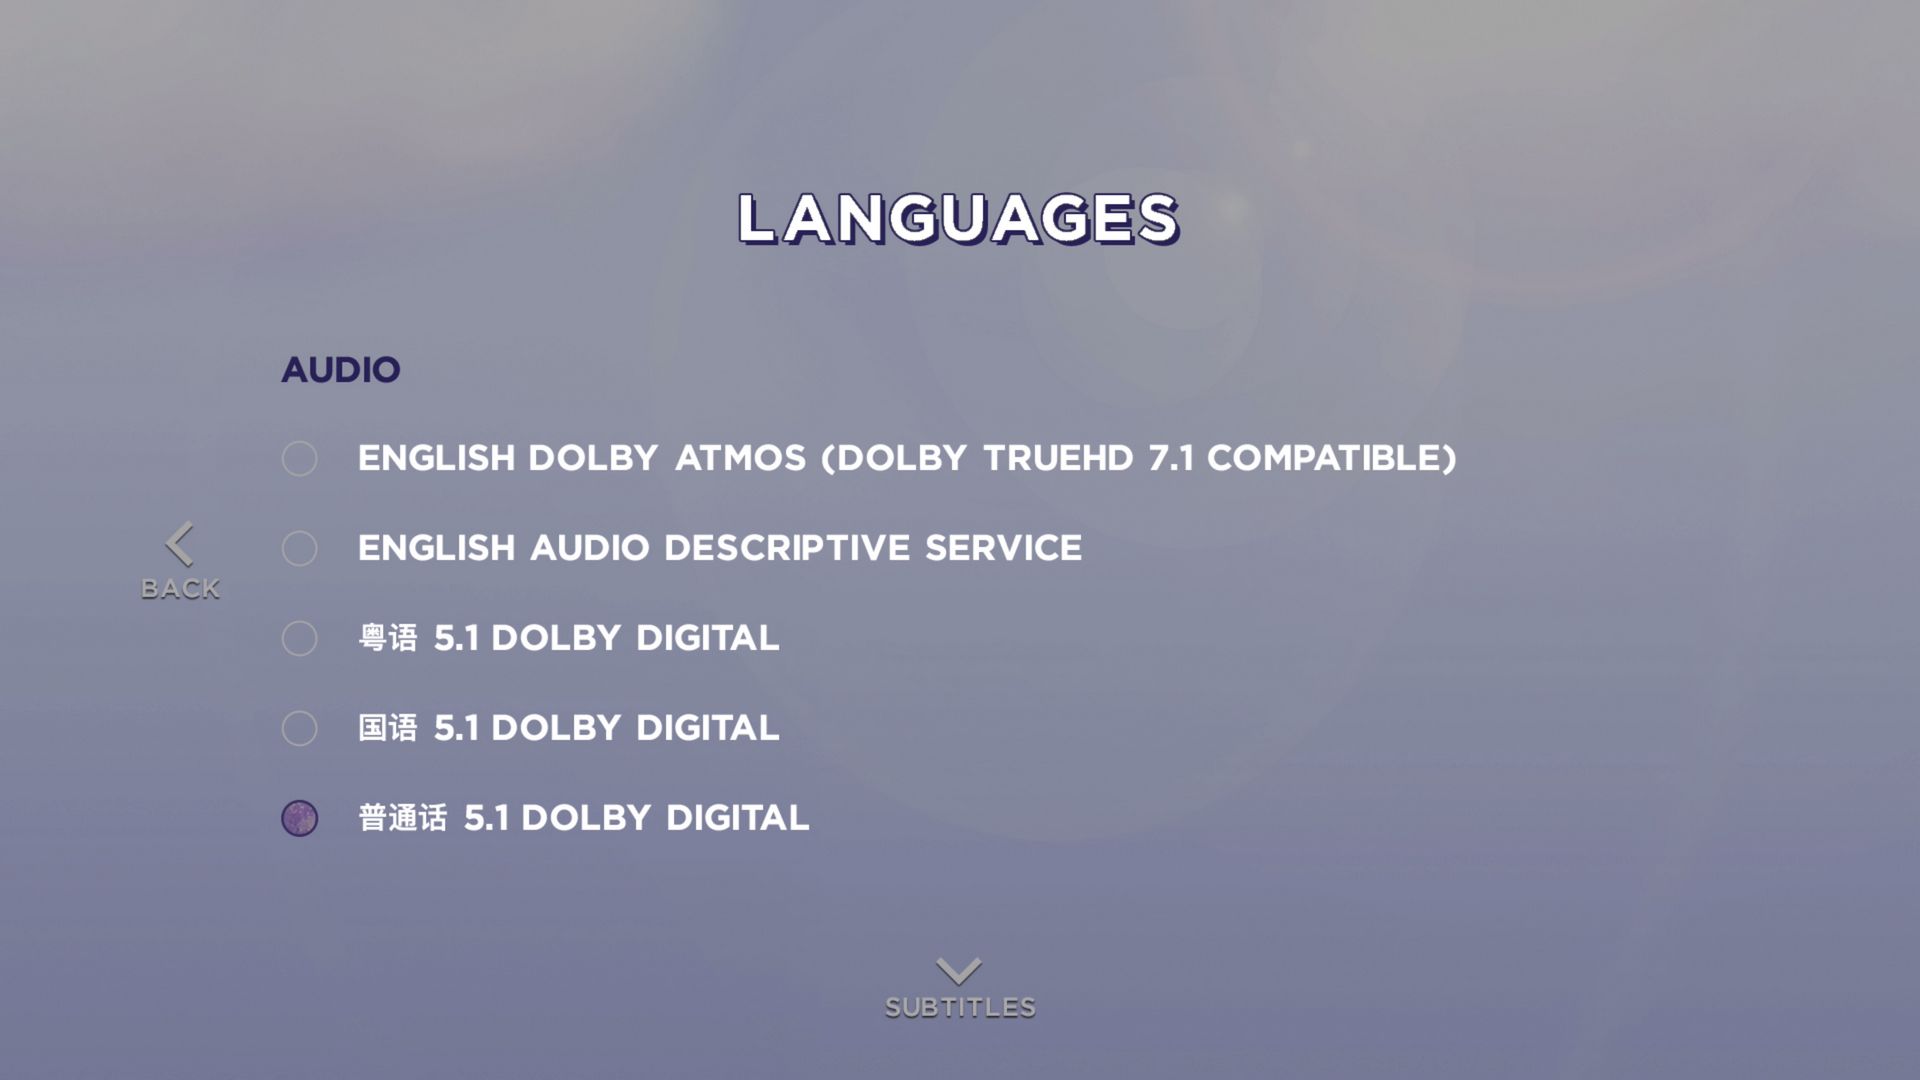 LANGUAGES
AUDIO
ENGLISH DOLBY ATMOS (DOLBY TRUEHD 7.1 COMPATIBLE)
ENGLISH AUDIO DESCRIPTIVE SERVICE
BACK
粤语 5.1 DOLBY DIGITAL
国语 5.1 DOLBY DIGITAL
普通话 5.1 DOLBY DIGITAL
SUBTITLES